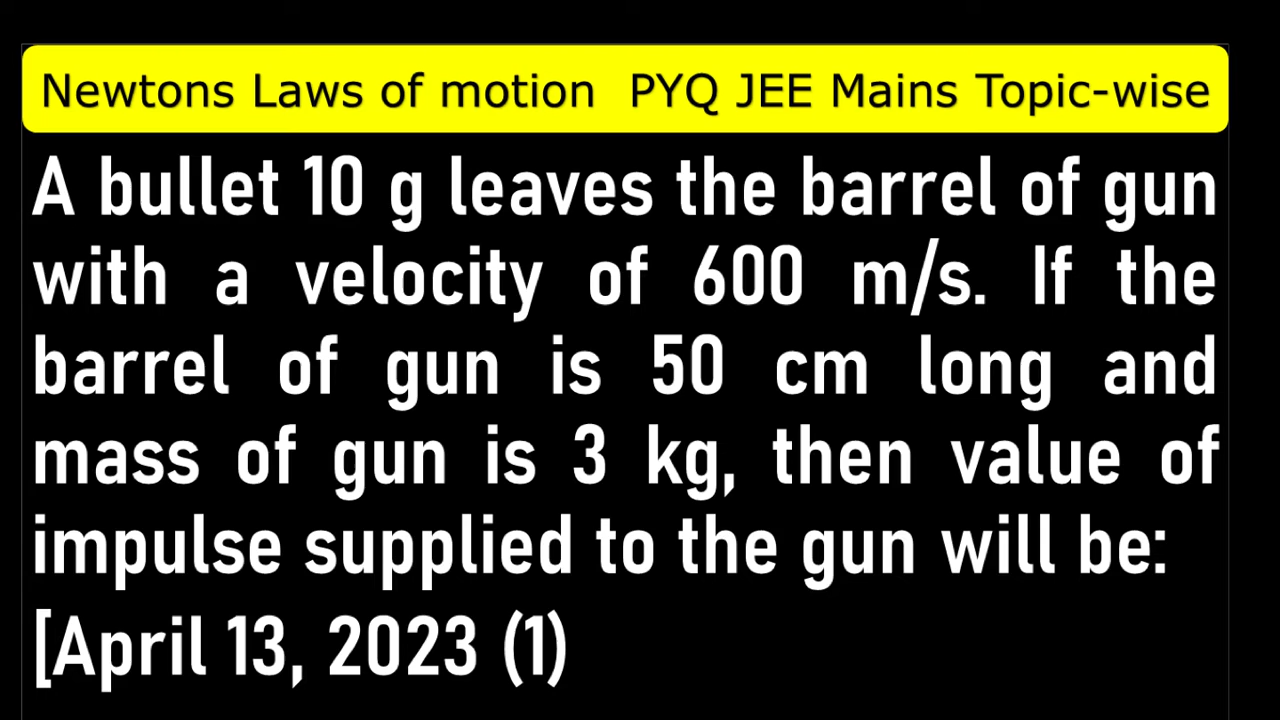 Newtons Laws of motion PYQ JEE Mains Topic-wise
A bullet 10 g leaves the barrel of gun
with a velocity of 600 m/s. If the
barrel of gun is 50 cm long and
mass of gun is 3 kg, then value of
impulse supplied to the gun will be:
[April 13, 2023 (1)